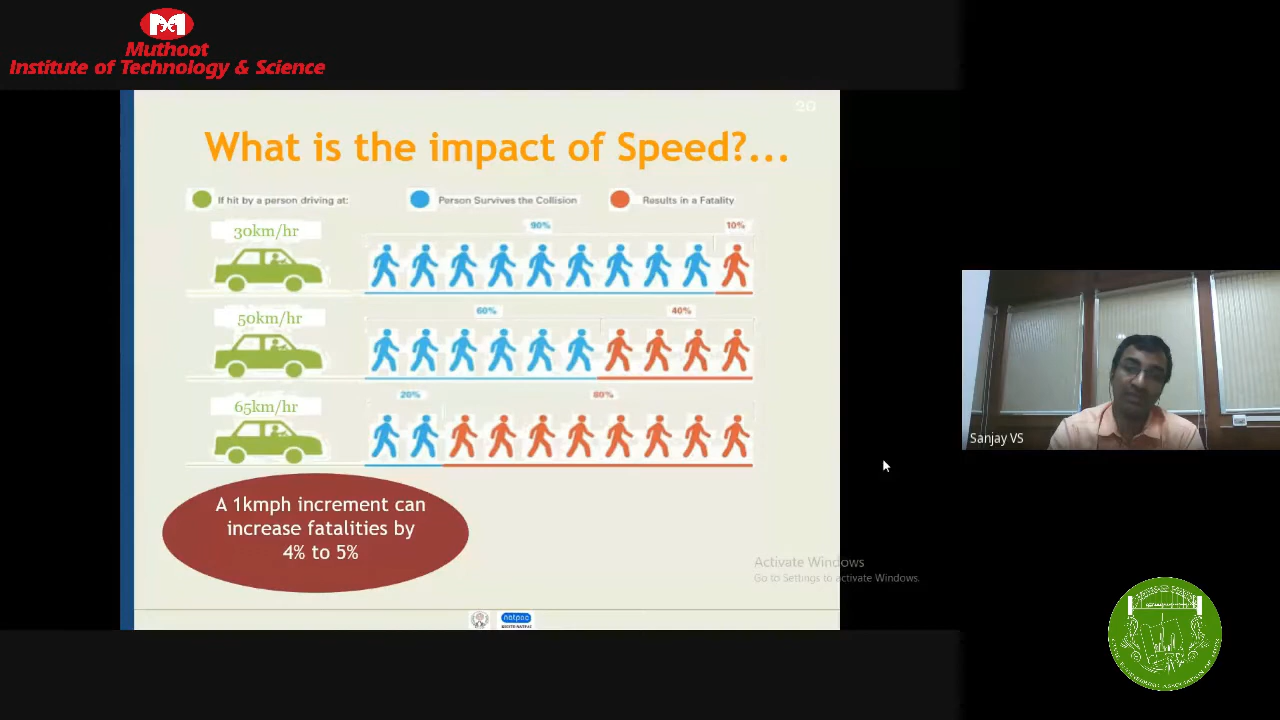 Muthoot
Institute of Technology & Science
26
What is the impact of Speed?...
If hit by a person driving at:
Person Survives the Collision
Results in a Fatality
30km/hr
90%
10%
50km/hr
60%
40%
65km/hr
20%
80%
A 1kmph increment can
increase fatalities by
4% to 5%
Sanjay VS
Activate Windows
Go to Settings to activate Windows.
natpac